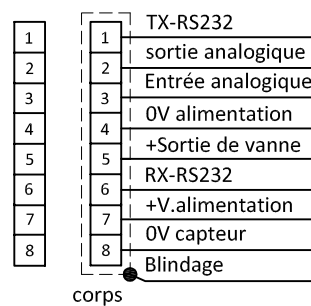 TX-RS232
1 1
sortie analogique
2 2
Entrée analogique
3 3
0V alimentation
4 4
+Sortie de vanne
5 5
RX-RS232
6 6
+V.alimentation
7 7
0V capteur
8 8
Blindage
corps